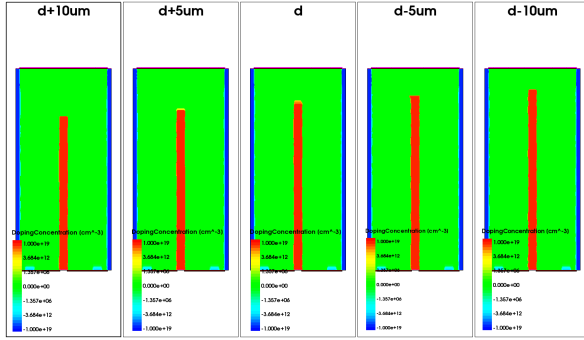 d+10um
d+5um
d
d-5um
d-10um
DopingConcentration (cm^-3)
1.000e+19
3.684e+12
1.357e+06
0.000e+00
-1.357e+06
-3.684e+12
-1.000e+19
DopingConcentration (cm^-3)
1.000e+19
3.684e+12
1.357e+06
0.000e+00
-1.357e+06
-3.684e+12
-1.000e+19
DopingConcentration (cm^-3)
1.000e+19
3.684e+12
1.357e+06
0.000e+00
-1.357e+06
-3.684e+12
-1.000e+19
DopingConcentration (cm^-3)
1.000e+19
3.684e+12
1.357e+06
0.000e+00
-1.357e+06
-3.684e+12
-1.000e+19
DopingConcentration (cm^-3)
1.000e+19
3.684e+12
1.357e+06
0.000e+00
-1.357e+06
-3.684e+12
-1.000e+19